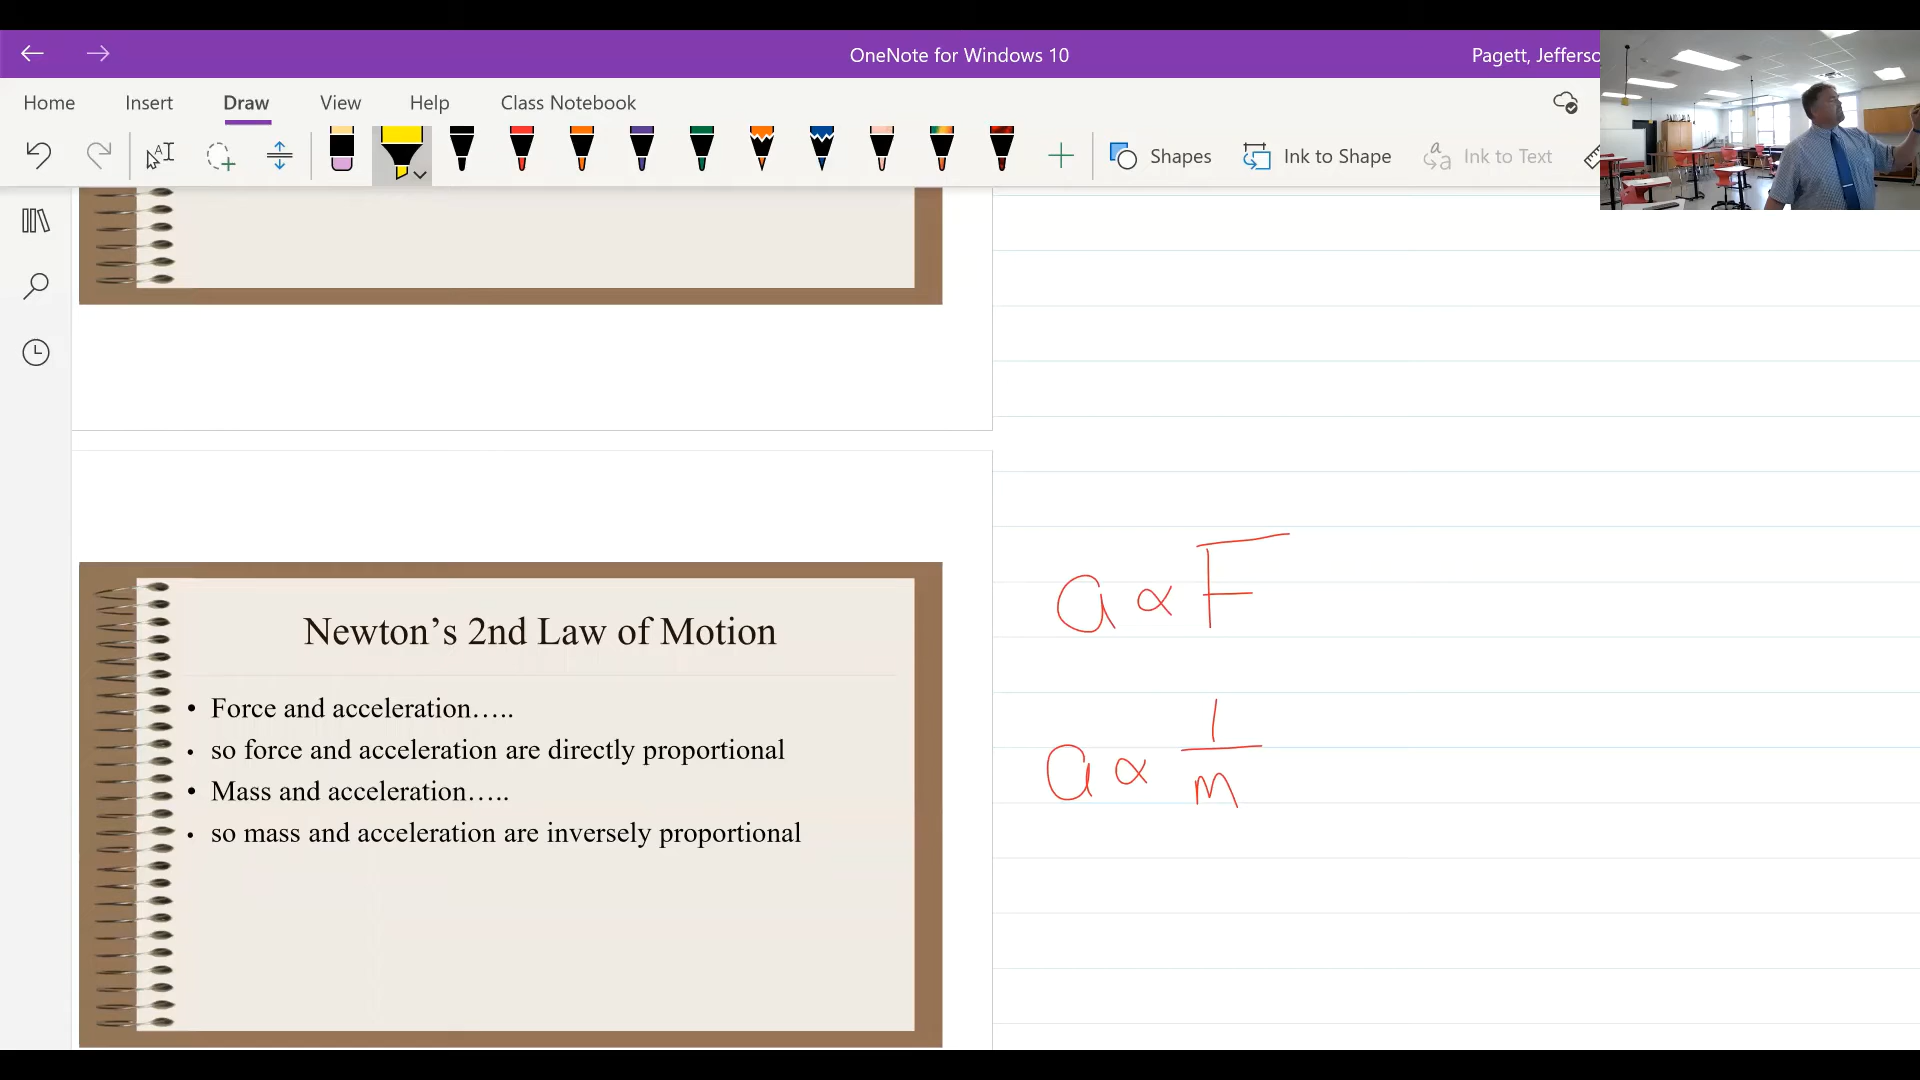 OneNote for Windows 10
Pagett, Jefferso
Home Insert Draw View Help Class Notebook
Shapes Ink to Shape Ink to Text
Newton's 2nd Law of Motion
• Force and acceleration.....
• so force and acceleration are directly proportional
• Mass and acceleration.....
• so mass and acceleration are inversely proportional
a ∝ F
a ∝ 1/m